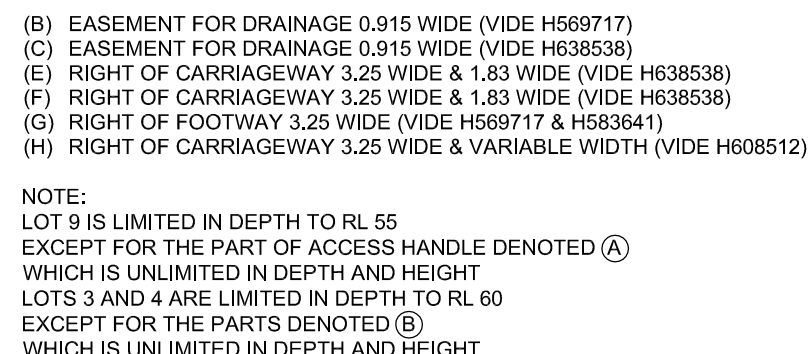 (B) EASEMENT FOR DRAINAGE 0.915 WIDE (VIDE H569717)
(C) EASEMENT FOR DRAINAGE 0.915 WIDE (VIDE H638538)
(E) RIGHT OF CARRIAGEWAY 3.25 WIDE & 1.83 WIDE (VIDE H638538)
(F) RIGHT OF CARRIAGEWAY 3.25 WIDE & 1.83 WIDE (VIDE H638538)
(G) RIGHT OF FOOTWAY 3.25 WIDE (VIDE H569717 & H583641)
(H) RIGHT OF CARRIAGEWAY 3.25 WIDE & VARIABLE WIDTH (VIDE H608512)
NOTE:
LOT 9 IS LIMITED IN DEPTH TO RL 55
EXCEPT FOR THE PART OF ACCESS HANDLE DENOTED Ⓐ
WHICH IS UNLIMITED IN DEPTH AND HEIGHT
LOTS 3 AND 4 ARE LIMITED IN DEPTH TO RL 60
EXCEPT FOR THE PARTS DENOTED Ⓑ
WHICH IS UNLIMITED IN DEPTH AND HEIGHT